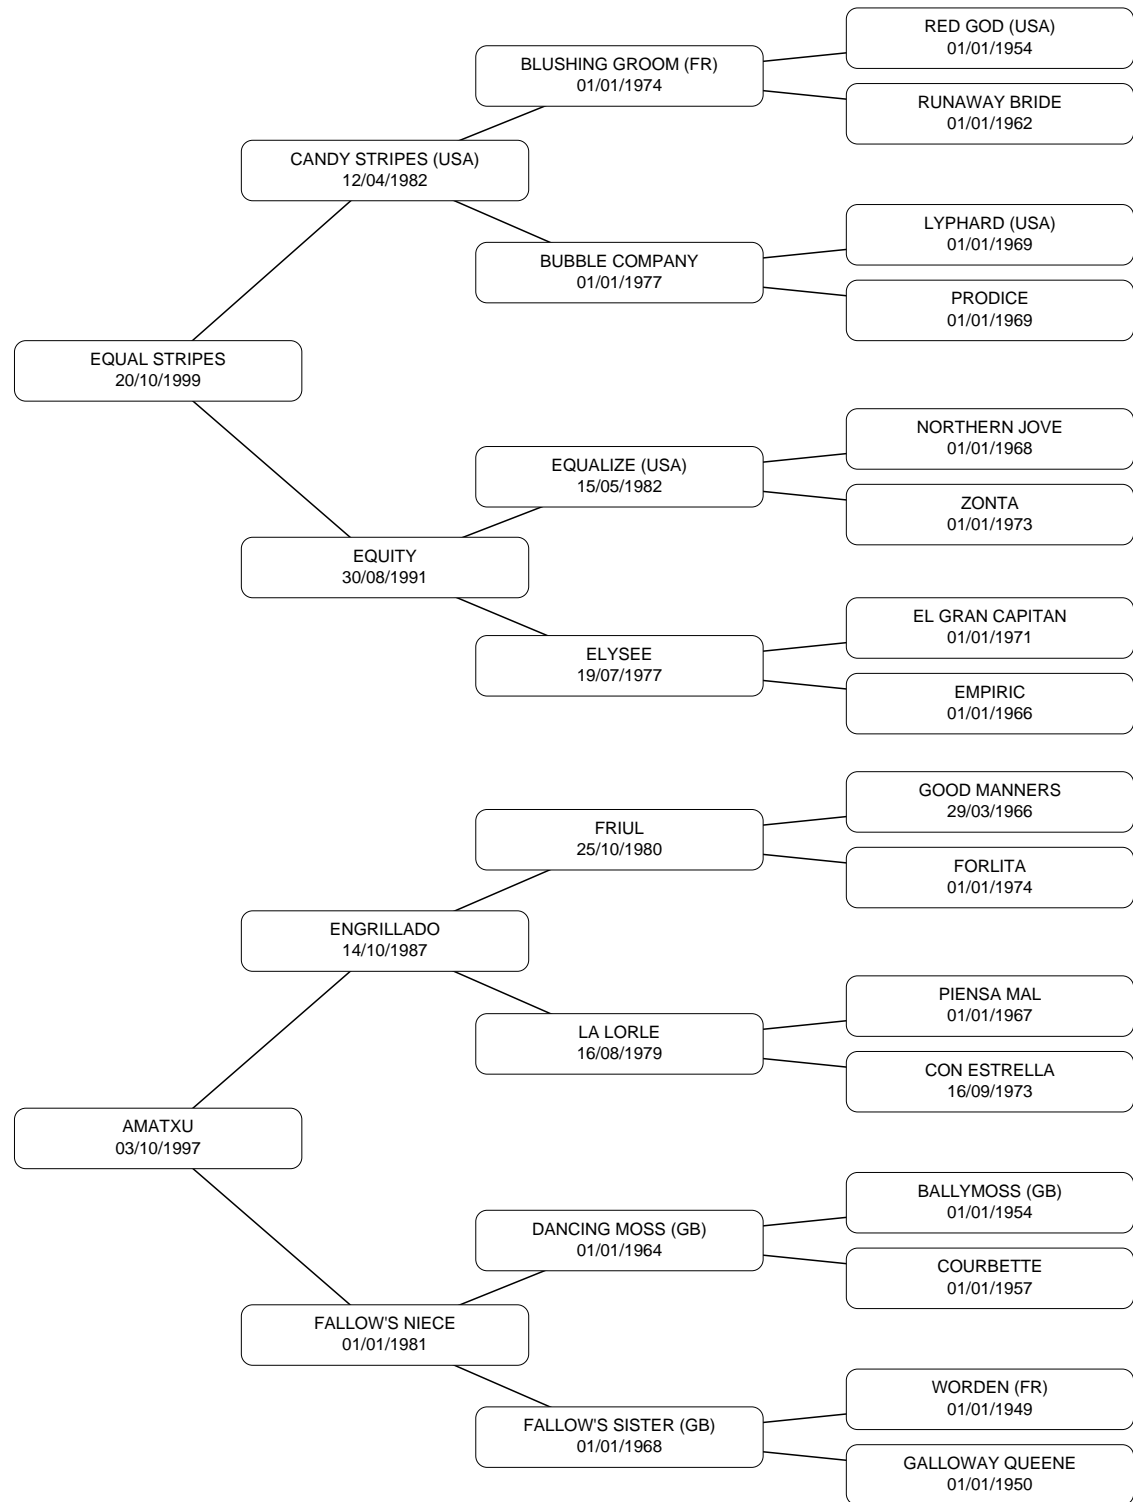 RED GOD (USA)
01/01/1954
BLUSHING GROOM (FR)
01/01/1974
RUNAWAY BRIDE
01/01/1962
CANDY STRIPES (USA)
12/04/1982
LYPHARD (USA)
01/01/1969
BUBBLE COMPANY
01/01/1977
PRODICE
01/01/1969
EQUAL STRIPES
20/10/1999
NORTHERN JOVE
01/01/1968
EQUALIZE (USA)
15/05/1982
ZONTA
01/01/1973
EQUITY
30/08/1991
EL GRAN CAPITAN
01/01/1971
ELYSEE
19/07/1977
EMPIRIC
01/01/1966
GOOD MANNERS
29/03/1966
FRIUL
25/10/1980
FORLITA
01/01/1974
ENGRILLADO
14/10/1987
PIENSA MAL
01/01/1967
LA LORLE
16/08/1979
CON ESTRELLA
16/09/1973
AMATXU
03/10/1997
BALLYMOSS (GB)
01/01/1954
DANCING MOSS (GB)
01/01/1964
COURBETTE
01/01/1957
FALLOW'S NIECE
01/01/1981
WORDEN (FR)
01/01/1949
FALLOW'S SISTER (GB)
01/01/1968
GALLOWAY QUEENE
01/01/1950